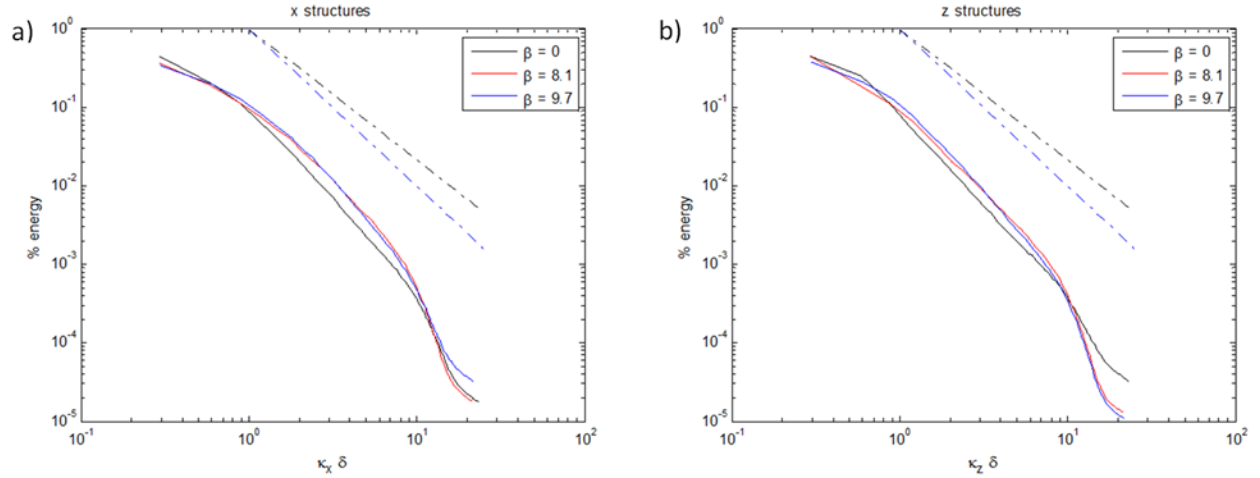 a)
x structures
% energy
10^0
10^-1
10^-2
10^-3
10^-4
10^-5
10^-1
10^0
10^1
10^2
κ_x δ
β = 0
β = 8.1
β = 9.7
b)
z structures
% energy
10^0
10^-1
10^-2
10^-3
10^-4
10^-5
10^-1
10^0
10^1
10^2
κ_z δ
β = 0
β = 8.1
β = 9.7